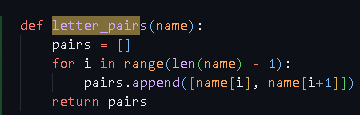 def letter_pairs(name):
    pairs = []
    for i in range(len(name) - 1):
        pairs.append([name[i], name[i+1]])
    return pairs